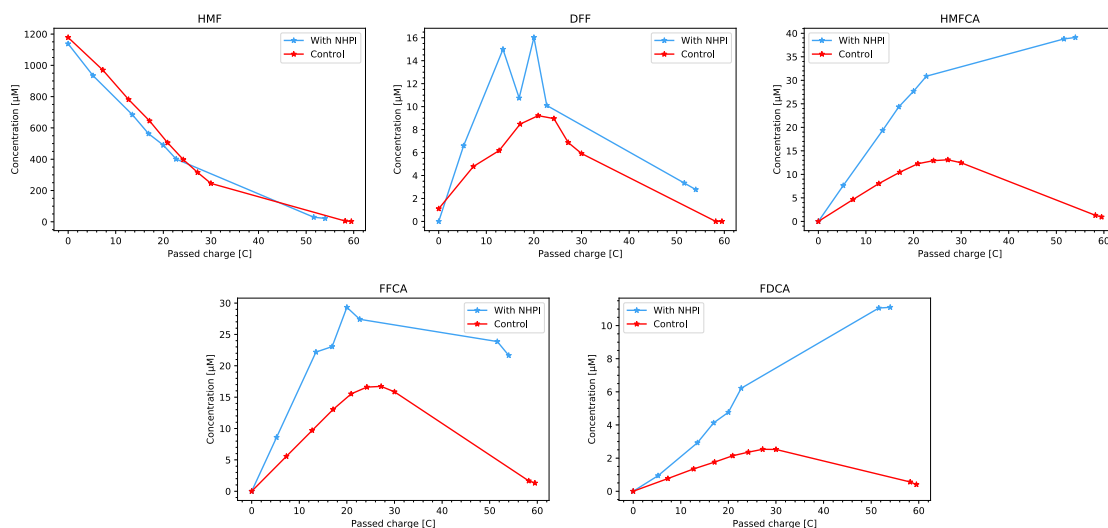 HMF
Concentration [µM]
1200
1000
800
600
400
200
0
0 10 20 30 40 50 60
Passed charge [C]
With NHPI
Control
DFF
Concentration [µM]
16
14
12
10
8
6
4
2
0
0 10 20 30 40 50 60
Passed charge [C]
With NHPI
Control
HMFCA
Concentration [µM]
40
35
30
25
20
15
10
5
0
0 10 20 30 40 50 60
Passed charge [C]
With NHPI
Control
FFCA
Concentration [µM]
30
25
20
15
10
5
0
0 10 20 30 40 50 60
Passed charge [C]
With NHPI
Control
FDCA
Concentration [µM]
10
8
6
4
2
0
0 10 20 30 40 50 60
Passed charge [C]
With NHPI
Control